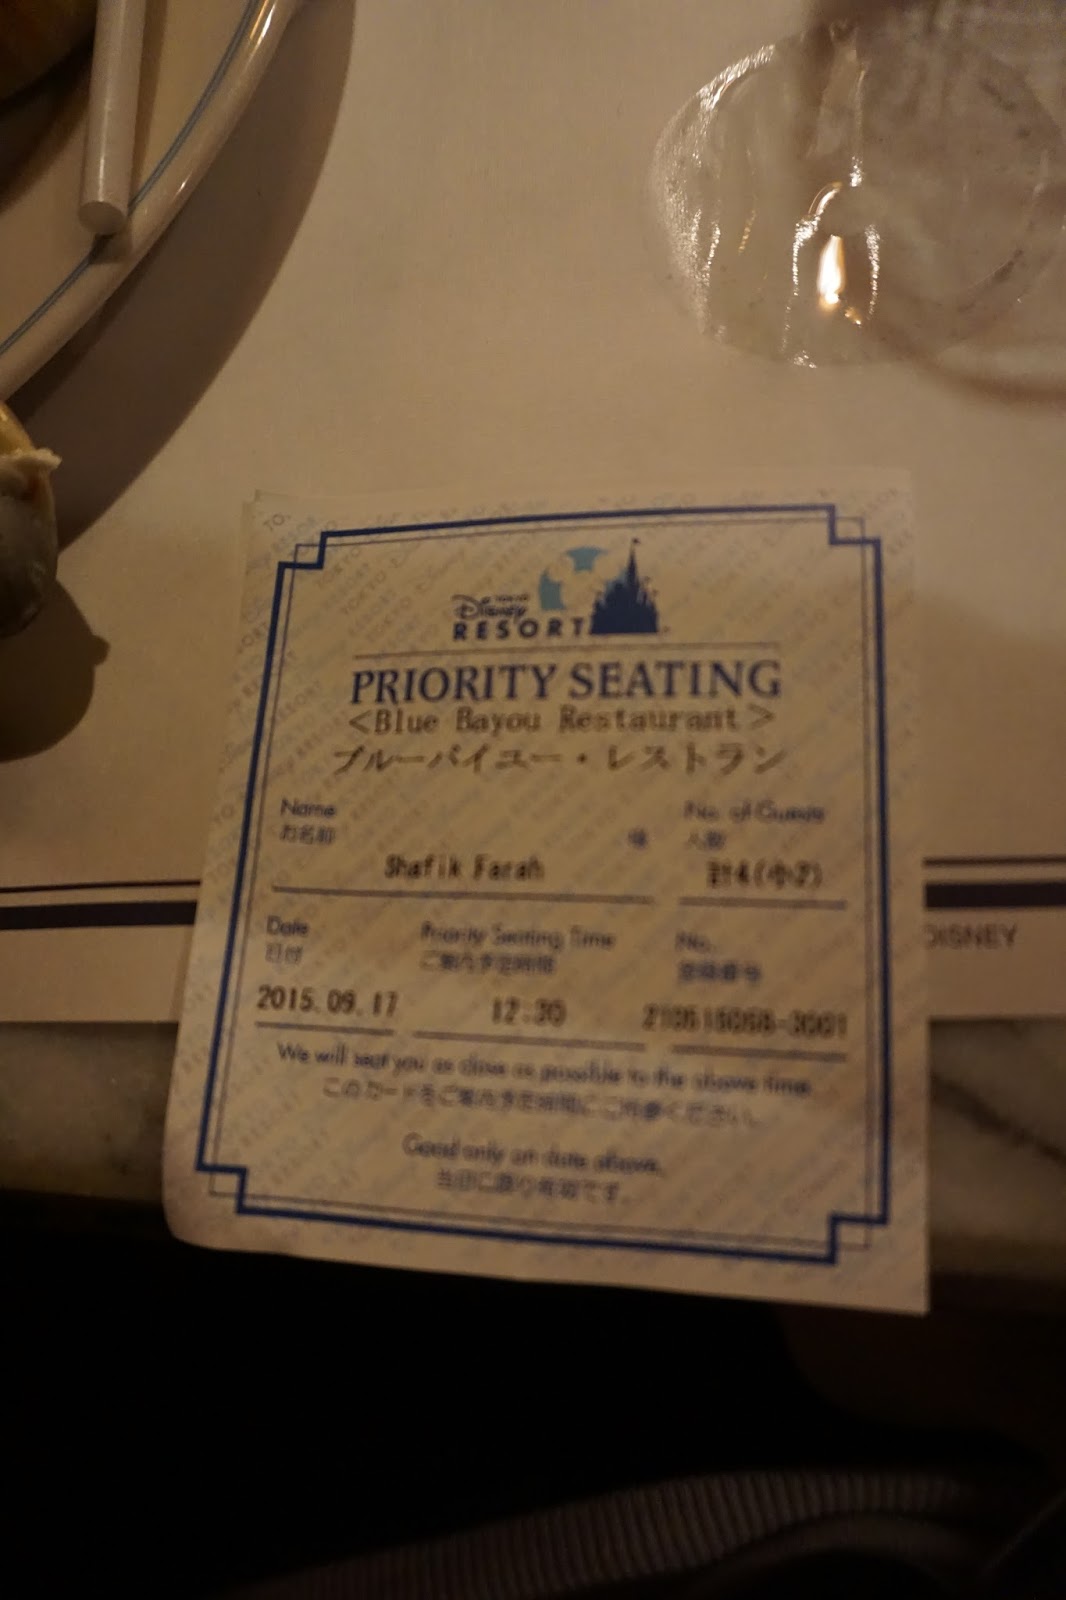 TOKYO
Disney
RESORT
PRIORITY SEATING
<Blue Bayou Restaurant>
ブルーバイユー・レストラン
Name
お名前 様
Shafik Farah
No. of Guests
人数
計4(小2)
Date
日付
2015.09.17
Priority Seating Time
ご案内予定時間
12:30
No.
登録番号
We will seat you as close as possible to the above time.
このカードをご案内予定時間にご持参ください。
Good only on date above.
当日に限り有効です。
DISNEY